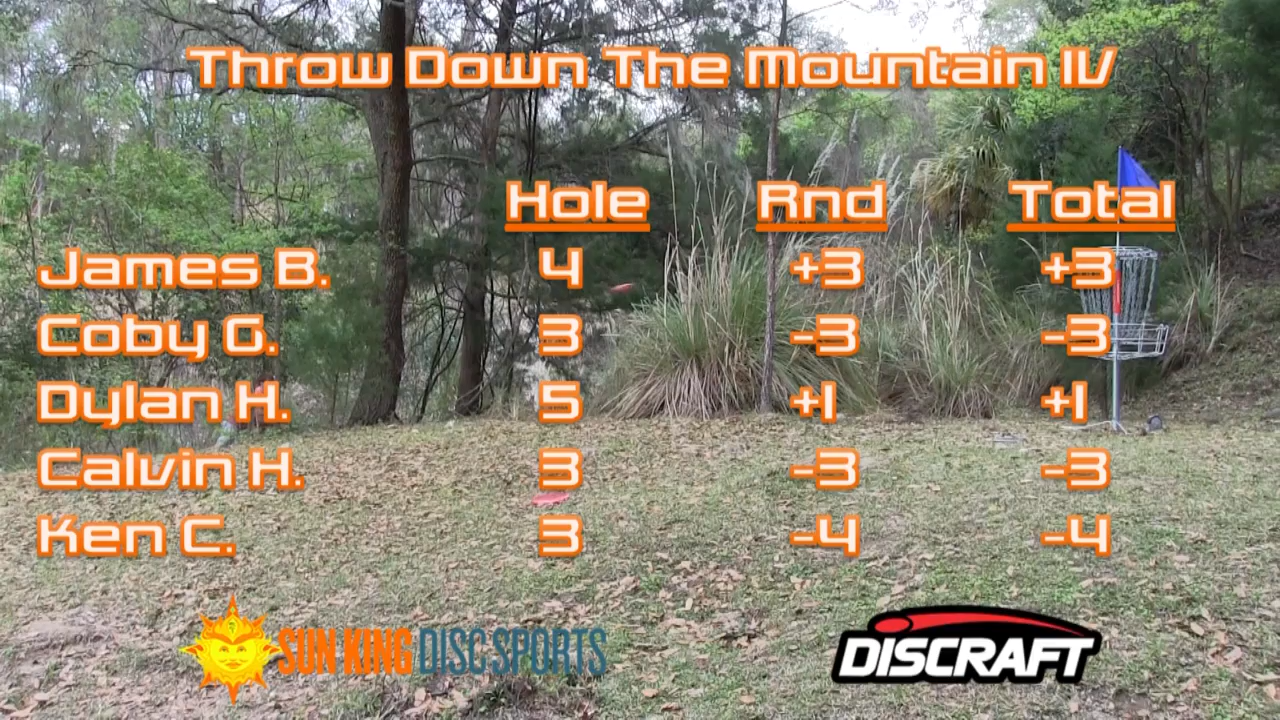 Throw Down The Mountain IV
Hole Rnd Total
James B. 4 +3 +3
Coby G. 3 -3 -3
Dylan H. 5 +1 +1
Calvin H. 3 -3 -3
Ken C. 3 -4 -4
SUN KING DISC SPORTS
DISCRAFT